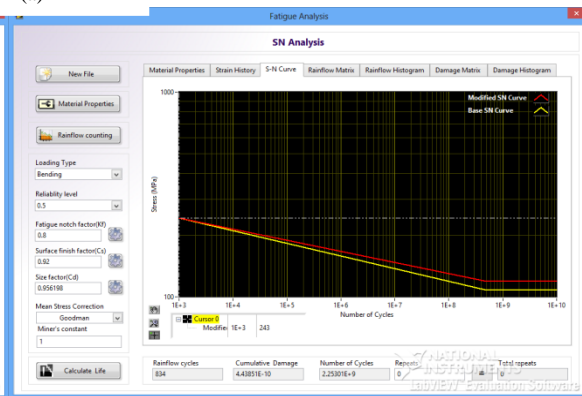 Fatigue Analysis
SN Analysis
New File
Material Properties
Rainflow counting
Loading Type
Bending
Reliablity level
0.5
Fatigue notch factor(Kf)
0.8
Surface finish factor(Cs)
0.92
Size factor(Cd)
0.956198
Mean Stress Correction
Goodman
Miner's constant
1
Calculate Life
Material Properties Strain History S-N Curve Rainflow Matrix Rainflow Histogram Damage Matrix Damage Histogram
Modified SN Curve
Base SN Curve
1000
Stress (MPa)
100
1E+3 1E+4 1E+5 1E+6 1E+7 1E+8 1E+9 1E+10
Number of Cycles
Cursor 0
Modifie 1E+3 243
Rainflow cycles Cumulative Damage Number of Cycles Repeats Total repeats
834 4.43851E-10 2.25301E+9 0 0
NATIONAL
INSTRUMENTS
LabVIEW Evaluation Software